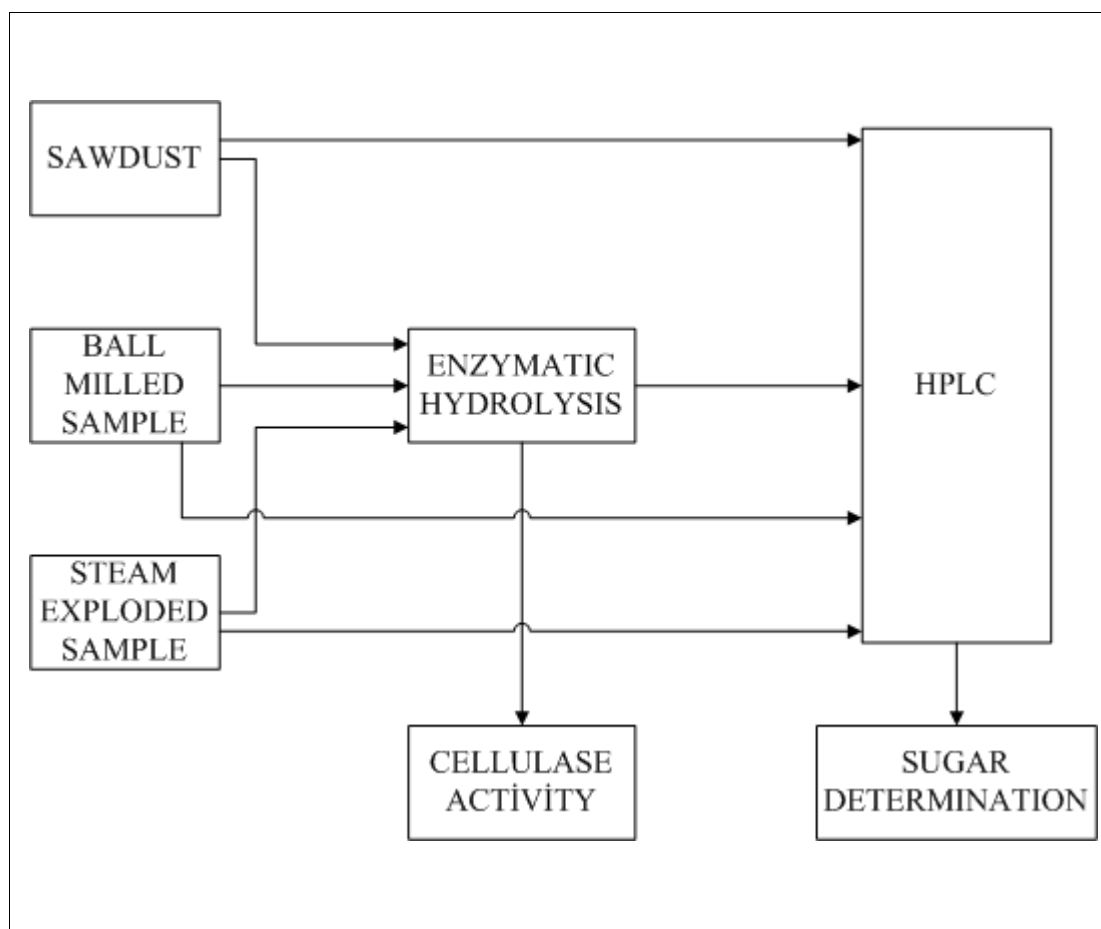 SAWDUST
BALL
MILLED
SAMPLE
ENZYMATIC
HYDROLYSIS
HPLC
STEAM
EXPLODED
SAMPLE
CELLULASE
ACTİVİTY
SUGAR
DETERMINATION